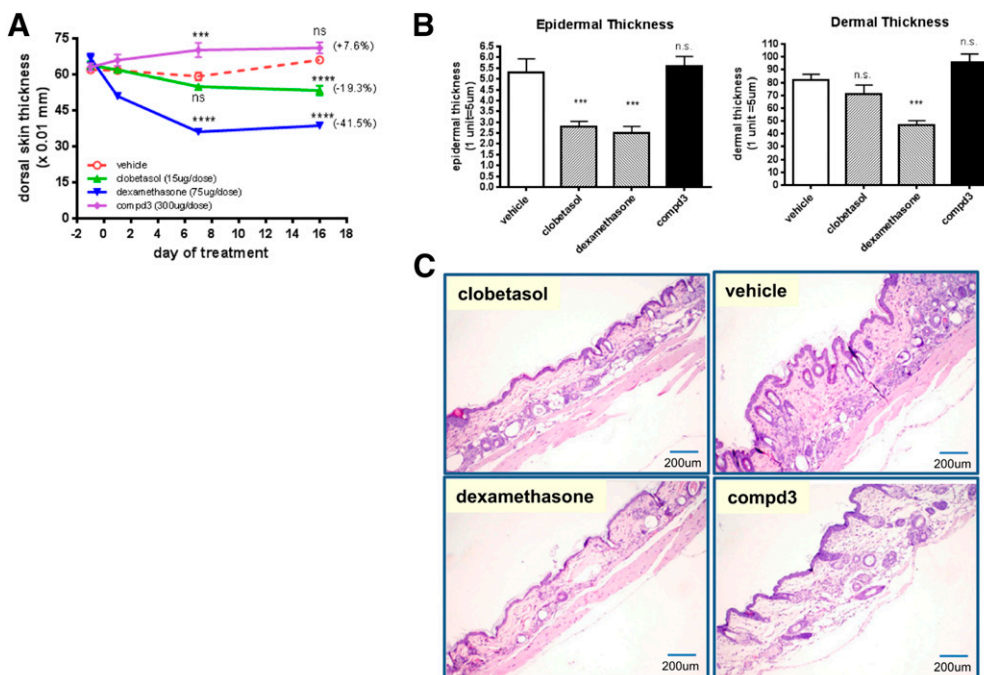 A
dorsal skin thickness
(x 0.01 mm)
75
60
45
30
15
0
-2 0 2 4 6 8 10 12 14 16 18
day of treatment
***
ns
(+7.6%)
****
(-19.3%)
ns
****
****
(-41.5%)
vehicle
clobetasol (15ug/dose)
dexamethasone (75ug/dose)
compd3 (300ug/dose)
B
Epidermal Thickness
epidermal thickness
(1 unit=5um)
6.5
6.0
5.5
5.0
4.5
4.0
3.5
3.0
2.5
2.0
1.5
1.0
0.5
0.0
***
***
n.s.
vehicle
clobetasol
dexamethasone
compd3
Dermal Thickness
dermal thickness
(1 unit =5um)
110
100
90
80
70
60
50
40
30
20
10
0
n.s.
***
n.s.
vehicle
clobetasol
dexamethasone
compd3
C
clobetasol
200um
vehicle
200um
dexamethasone
200um
compd3
200um